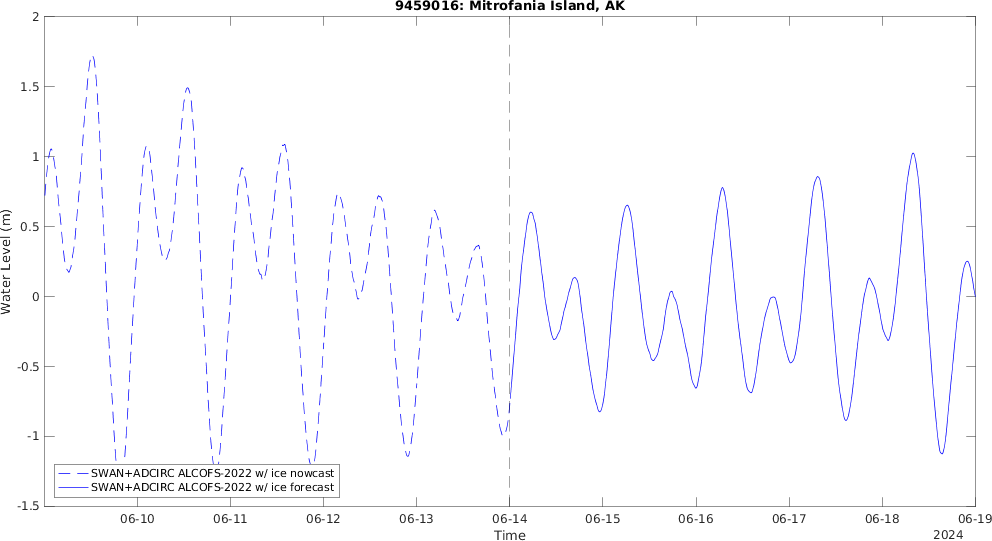 9459016: Mitrofania Island, AK
2
1.5
1
0.5
0
-0.5
-1
-1.5
Water Level (m)
SWAN+ADCIRC ALCOFS-2022 w/ ice nowcast
SWAN+ADCIRC ALCOFS-2022 w/ ice forecast
06-10 06-11 06-12 06-13 06-14 06-15 06-16 06-17 06-18 06-19
Time
2024